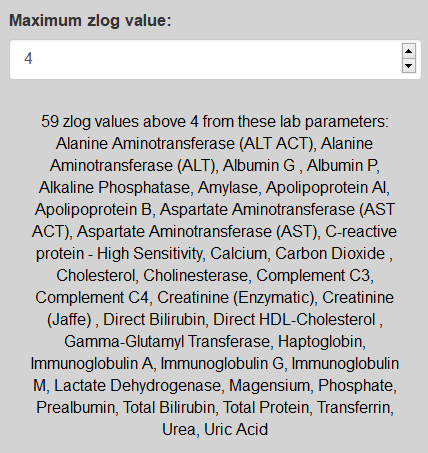 Maximum zlog value:
4
59 zlog values above 4 from these lab parameters:
Alanine Aminotransferase (ALT ACT), Alanine
Aminotransferase (ALT), Albumin G , Albumin P,
Alkaline Phosphatase, Amylase, Apolipoprotein AI,
Apolipoprotein B, Aspartate Aminotransferase (AST
ACT), Aspartate Aminotransferase (AST), C-reactive
protein - High Sensitivity, Calcium, Carbon Dioxide ,
Cholesterol, Cholinesterase, Complement C3,
Complement C4, Creatinine (Enzymatic), Creatinine
(Jaffe) , Direct Bilirubin, Direct HDL-Cholesterol ,
Gamma-Glutamyl Transferase, Haptoglobin,
Immunoglobulin A, Immunoglobulin G, Immunoglobulin
M, Lactate Dehydrogenase, Magensium, Phosphate,
Prealbumin, Total Bilirubin, Total Protein, Transferrin,
Urea, Uric Acid